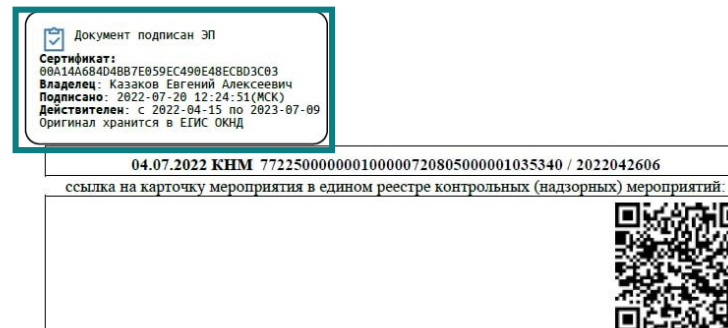 Документ подписан ЭП
Сертификат:
00A14A684D4BB7E059EC490E48ECBD3C03
Владелец: Казаков Евгений Алексеевич
Подписано: 2022-07-20 12:24:51(МСК)
Действителен: с 2022-04-15 по 2023-07-09
Оригинал хранится в ЕГИС ОКНД
04.07.2022 КНМ 77225000000010000072080500000​1035340 / 2022042606
ссылка на карточку мероприятия в едином реестре контрольных (надзорных) мероприятий: